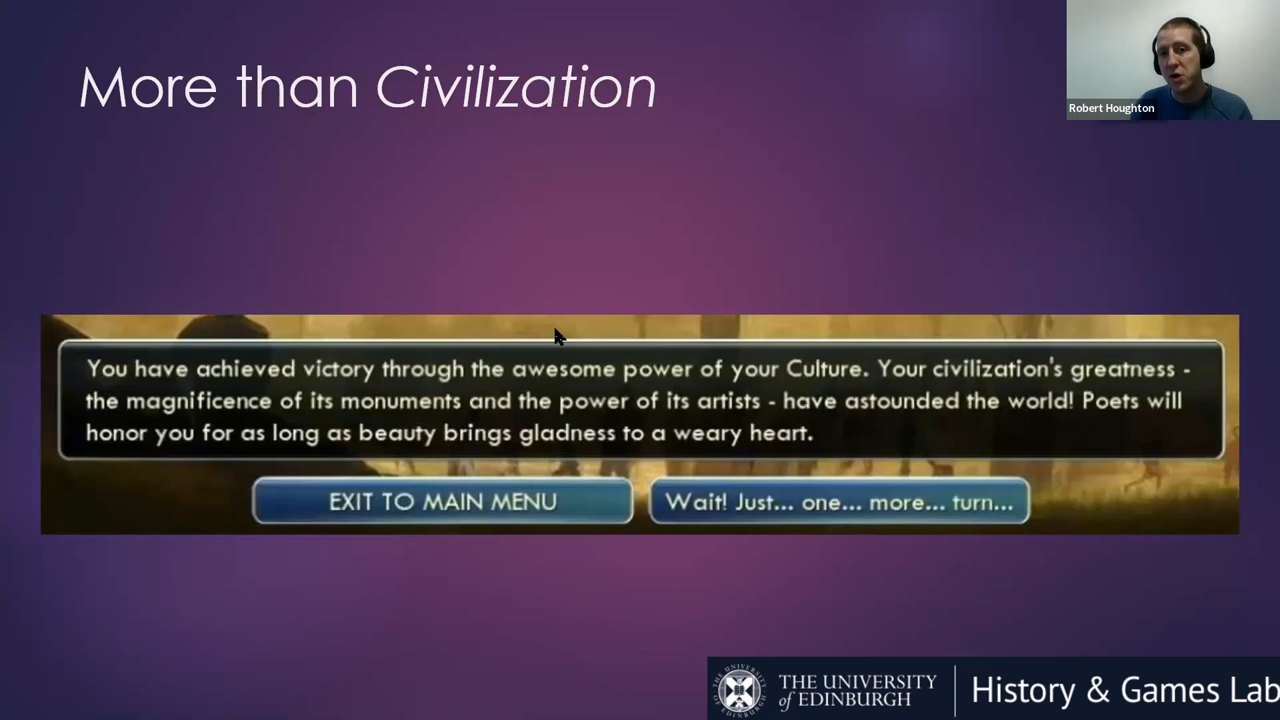 More than Civilization
Robert Houghton
You have achieved victory through the awesome power of your Culture. Your civilization's greatness -
the magnificence of its monuments and the power of its artists - have astounded the world! Poets will
honor you for as long as beauty brings gladness to a weary heart.
EXIT TO MAIN MENU
Wait! Just... one... more... turn...
THE UNIVERSITY
of EDINBURGH
History & Games Lab